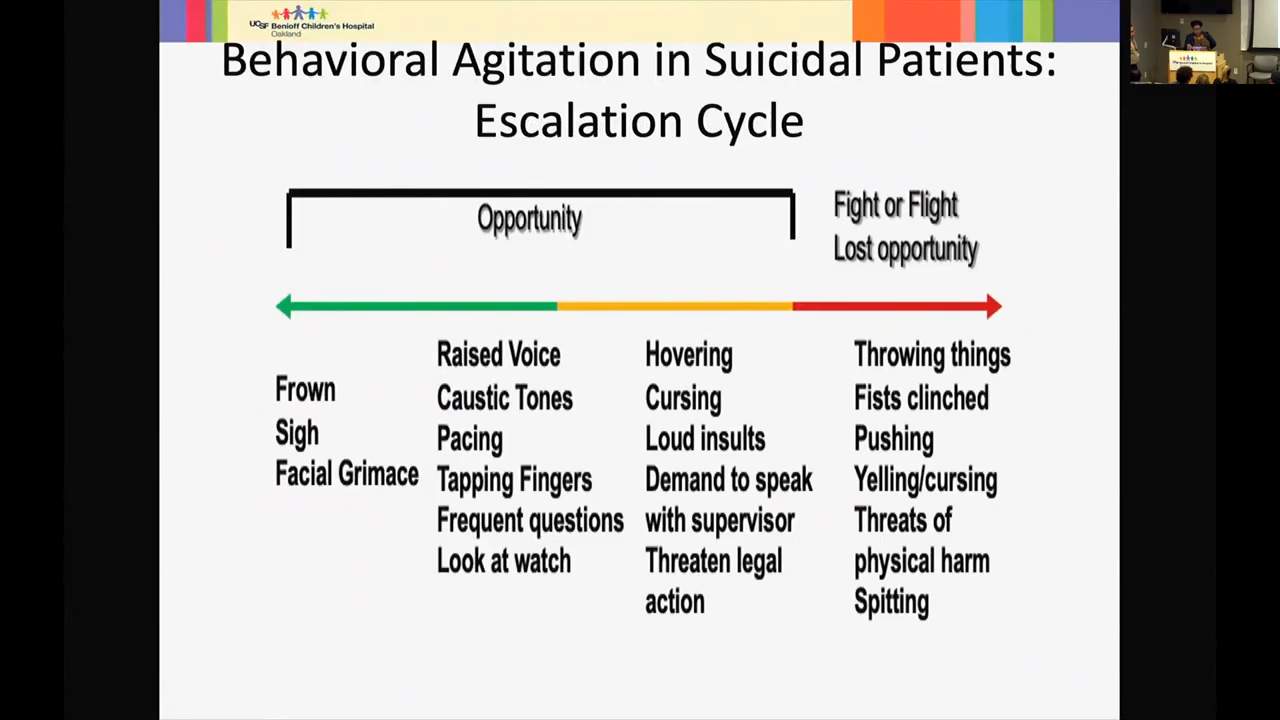 UCSF Benioff Children's Hospital
Oakland
Behavioral Agitation in Suicidal Patients:
Escalation Cycle
Opportunity
Fight or Flight
Lost opportunity
Frown
Sigh
Facial Grimace
Raised Voice
Caustic Tones
Pacing
Tapping Fingers
Frequent questions
Look at watch
Hovering
Cursing
Loud insults
Demand to speak
with supervisor
Threaten legal
action
Throwing things
Fists clinched
Pushing
Yelling/cursing
Threats of
physical harm
Spitting